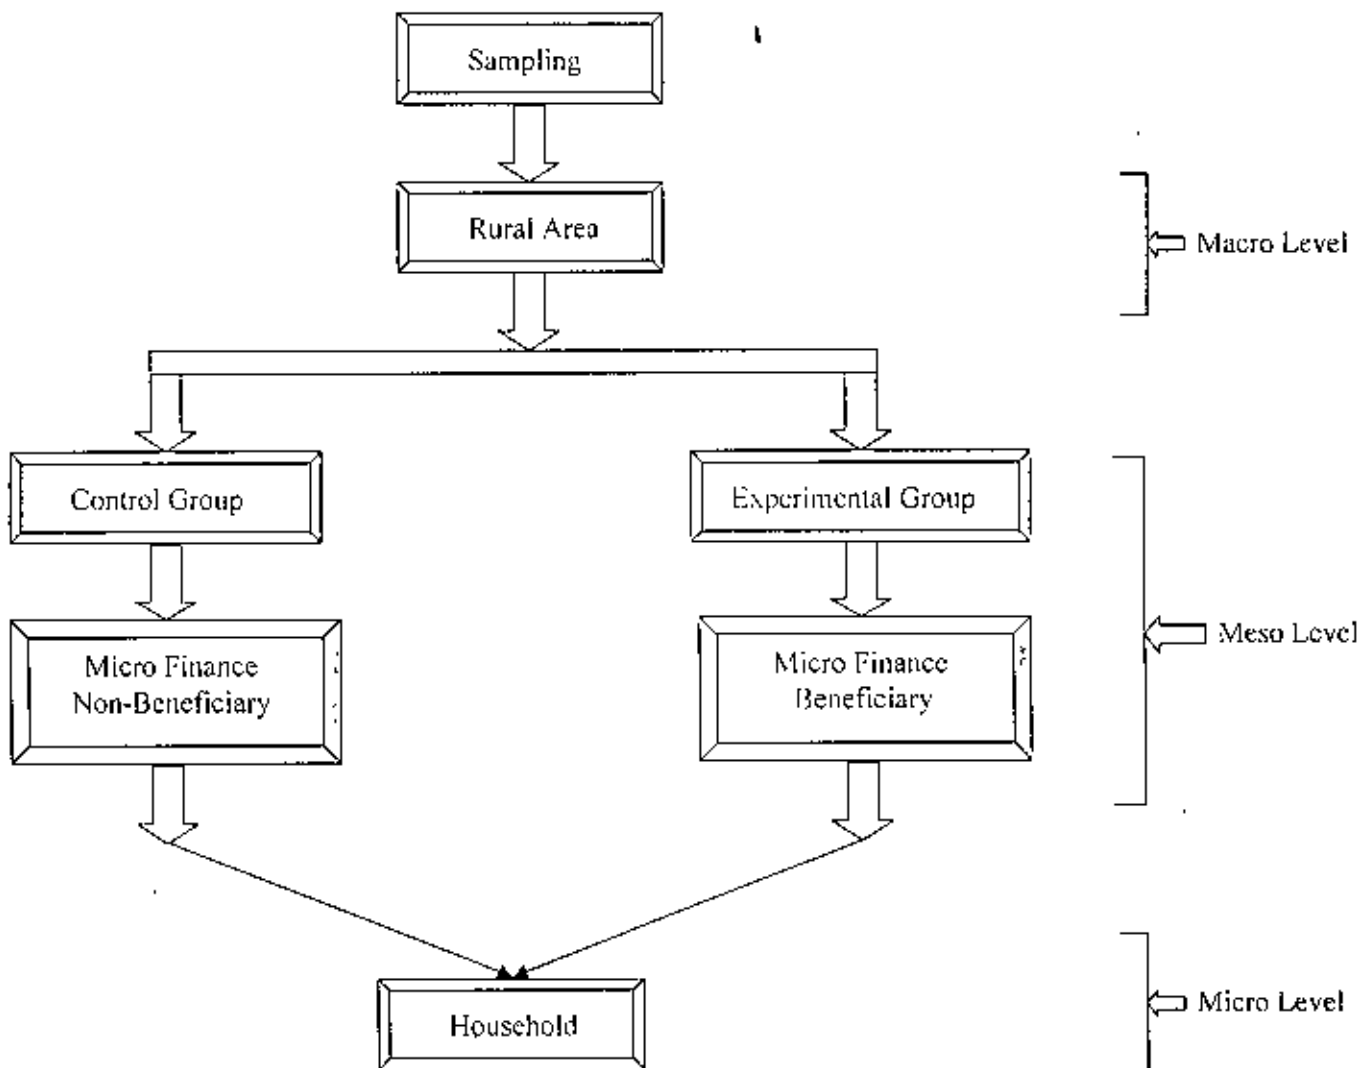 Sampling
Rural Area
Macro Level
Control Group
Experimental Group
Micro Finance
Non-Beneficiary
Micro Finance
Beneficiary
Meso Level
Household
Micro Level